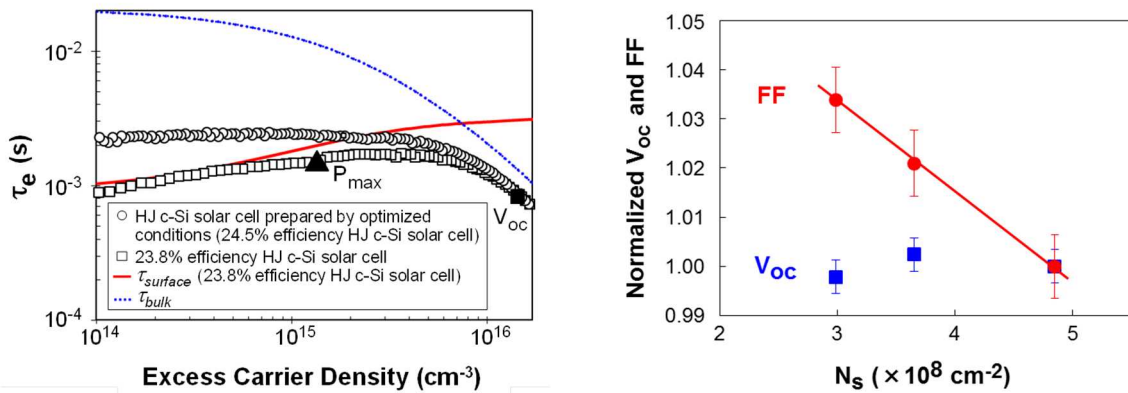 τe (s)
10-2
10-3
10-4
Pmax
Voc
HJ c-Si solar cell prepared by optimized
conditions (24.5% efficiency HJ c-Si solar cell)
23.8% efficiency HJ c-Si solar cell
τsurface (23.8% efficiency HJ c-Si solar cell)
τbulk
10 14
10 15
10 16
Excess Carrier Density (cm-3)
Normalized Voc and FF
1.05
1.04
1.03
1.02
1.01
1.00
0.99
FF
Voc
2 3 4 5
Ns (×108 cm-2)